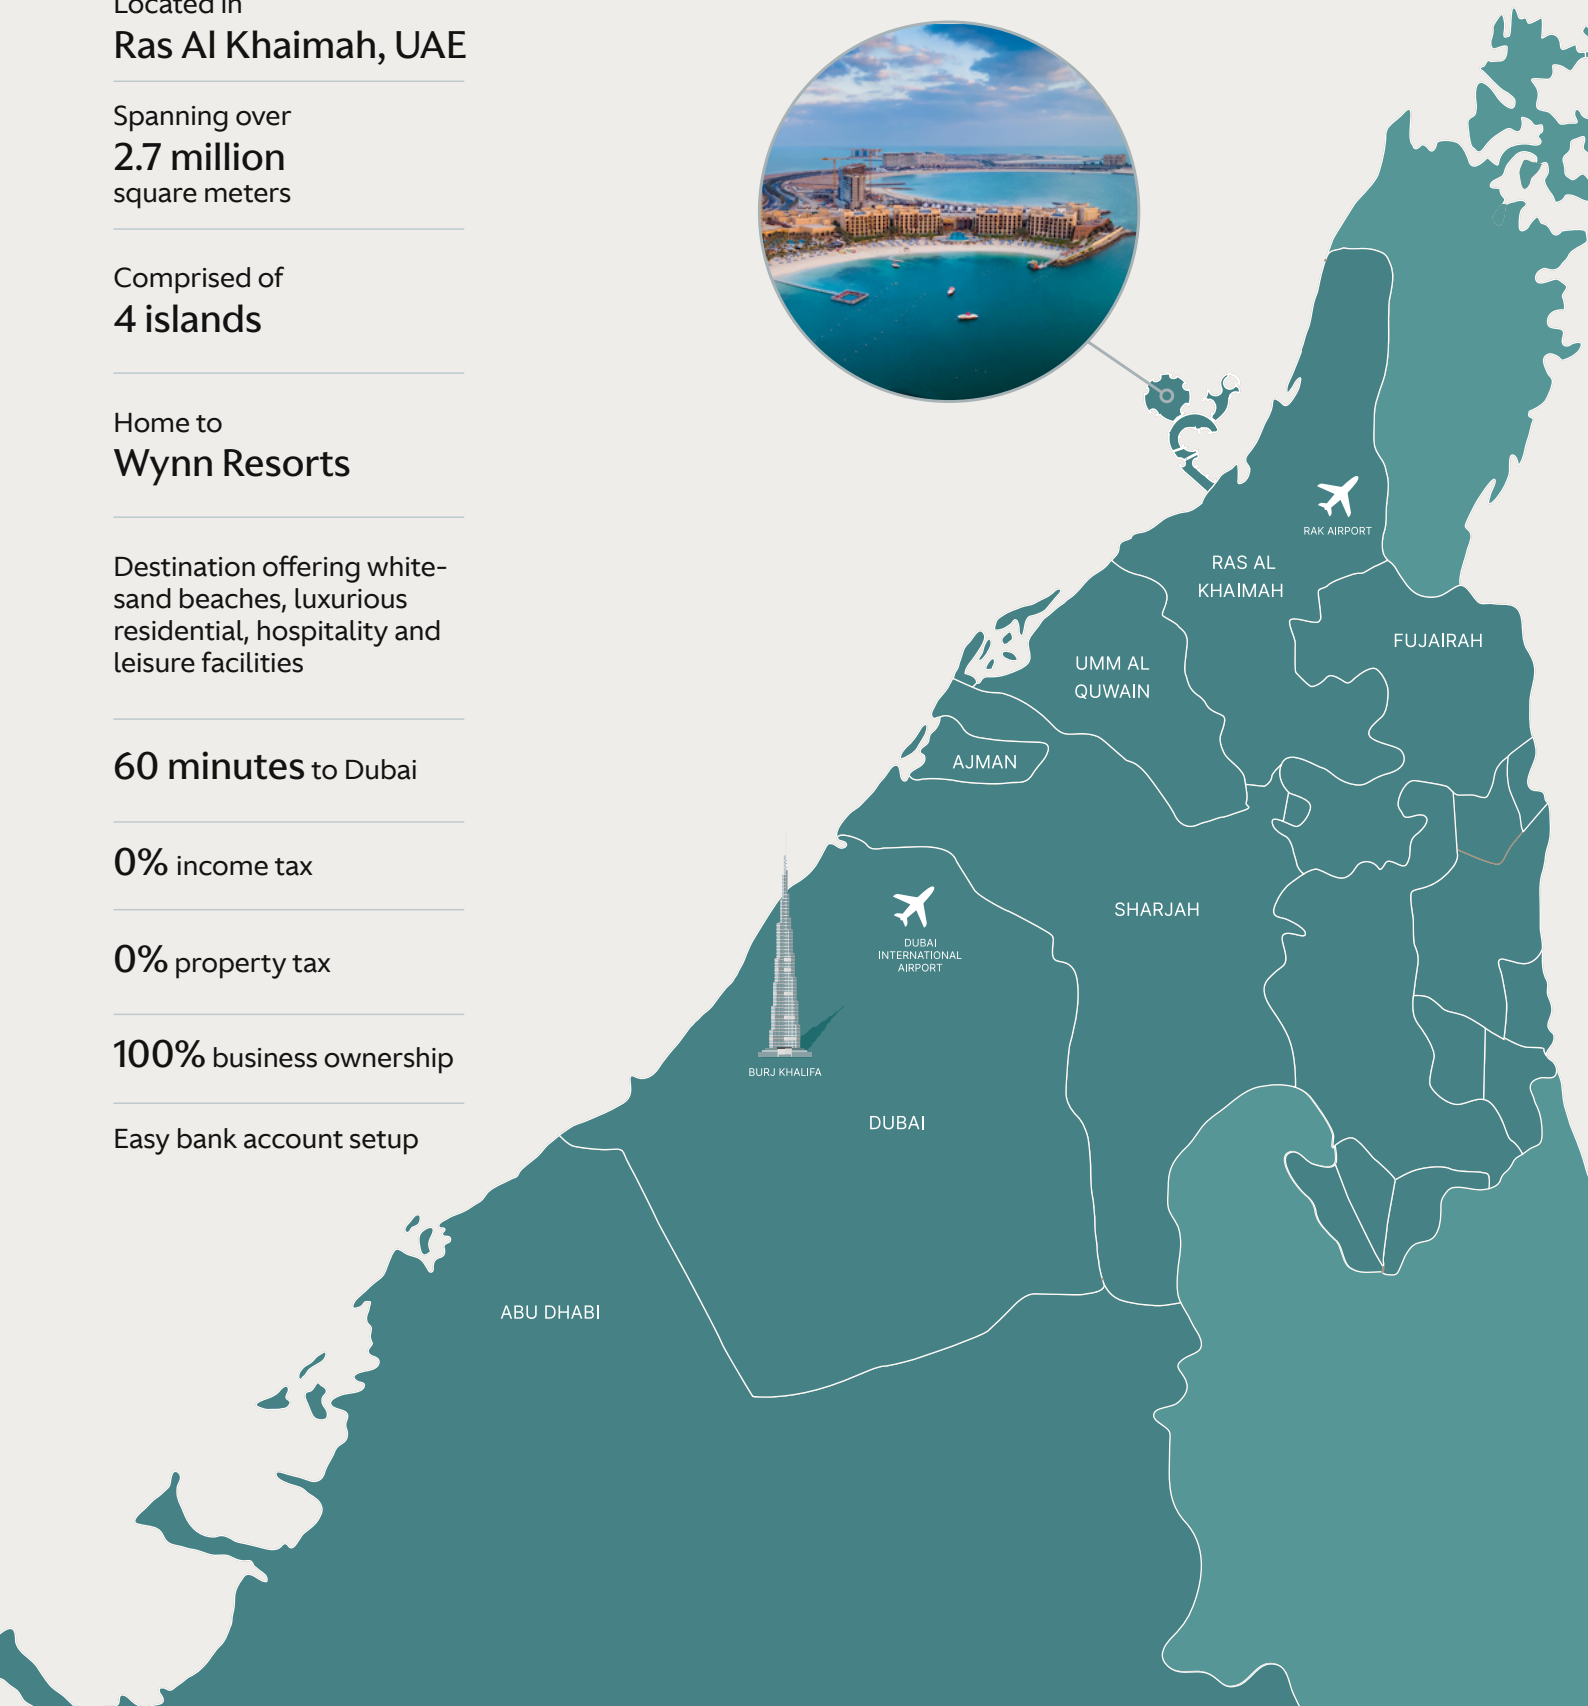 Located in
Ras Al Khaimah, UAE
Spanning over
2.7 million
square meters
Comprised of
4 islands
Home to
Wynn Resorts
Destination offering white-
sand beaches, luxurious
residential, hospitality and
leisure facilities
60 minutes to Dubai
0% income tax
0% property tax
100% business ownership
Easy bank account setup
RAK AIRPORT
RAS AL
KHAIMAH
FUJAIRAH
UMM AL
QUWAIN
AJMAN
SHARJAH
DUBAI
INTERNATIONAL
AIRPORT
BURJ KHALIFA
DUBAI
ABU DHABI